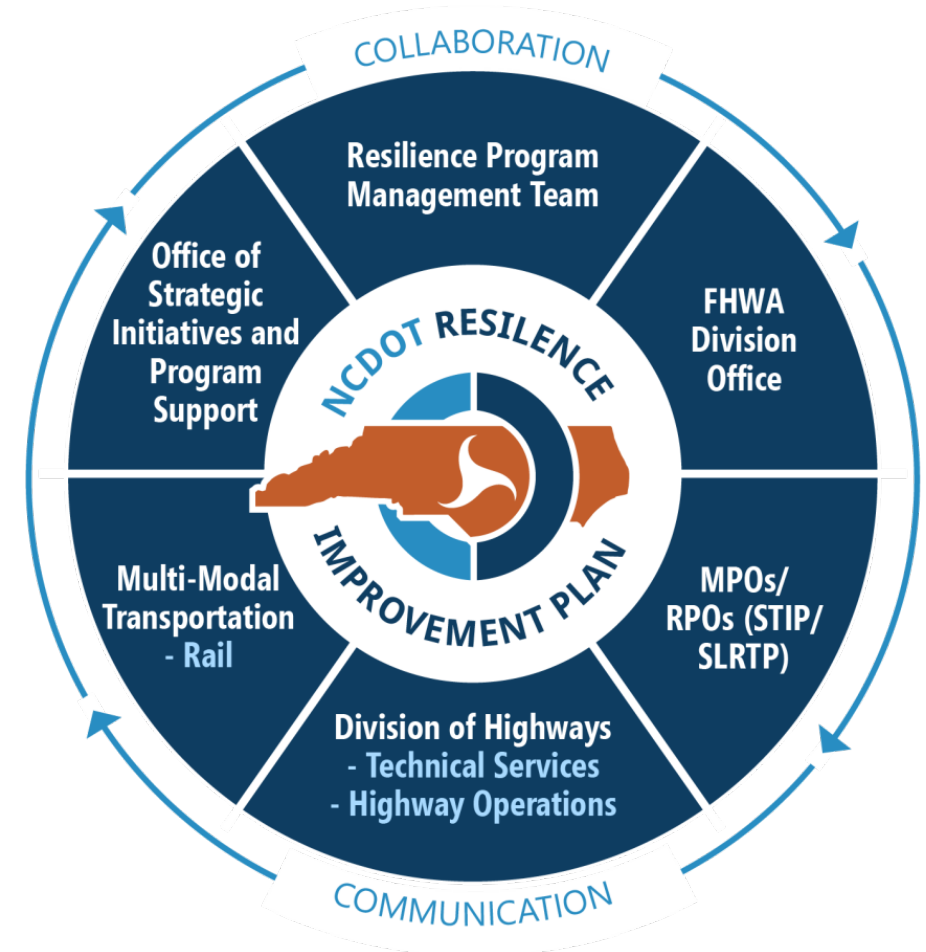 COLLABORATION
Resilience Program
Management Team
Office of
Strategic
Initiatives and
Program
Support
FHWA
Division
Office
NCDOT RESILENCE
IMPROVEMENT PLAN
Multi-Modal
Transportation
- Rail
MPOs/
RPOs (STIP/
SLRTP)
Division of Highways
- Technical Services
- Highway Operations
COMMUNICATION